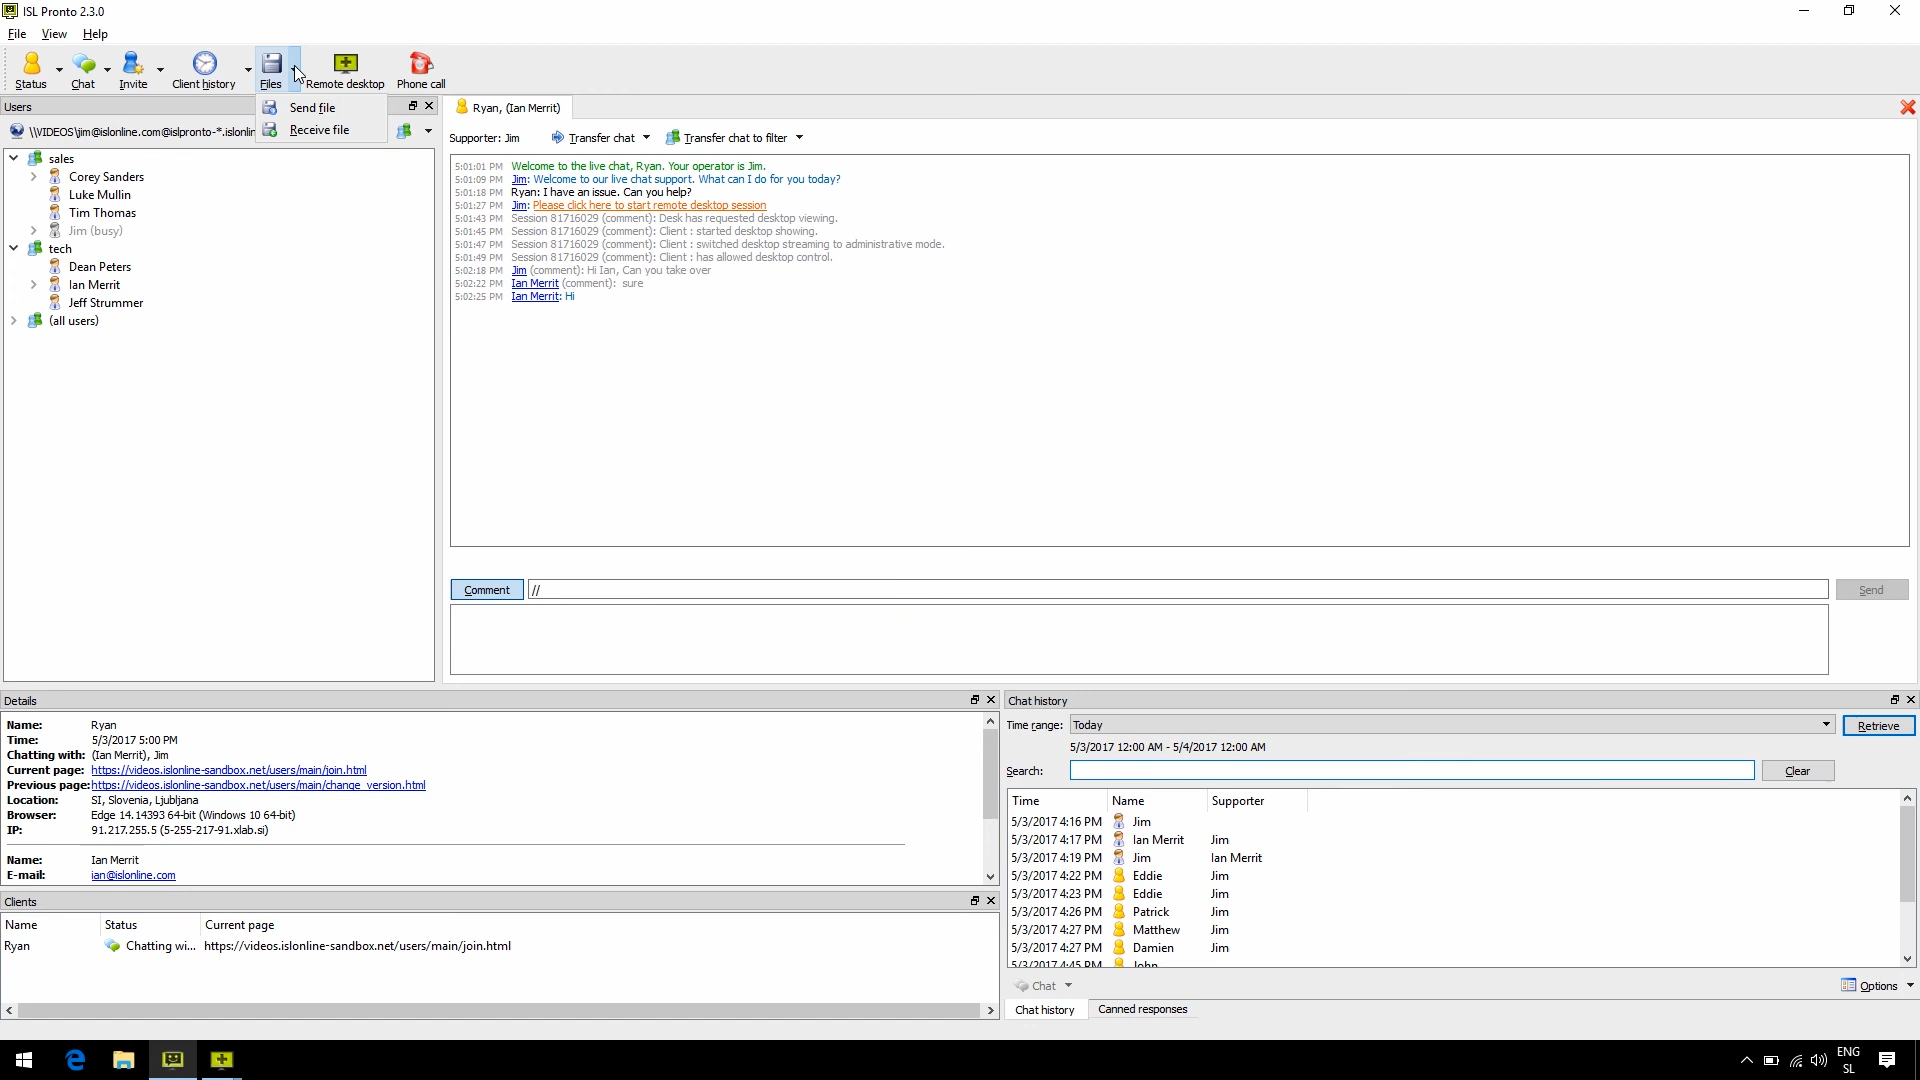 ISL Pronto 2.3.0
File View Help
Status Chat Invite Client history Files Remote desktop Phone call
Send file
Receive file
Users
\\VIDEOS\jim@islonline.com@islpronto-*.islonlin
sales
Corey Sanders
Luke Mullin
Tim Thomas
Jim (busy)
tech
Dean Peters
Ian Merrit
Jeff Strummer
(all users)
Ryan, (Ian Merrit)
Supporter: Jim Transfer chat Transfer chat to filter
5:01:01 PM Welcome to the live chat, Ryan. Your operator is Jim.
5:01:09 PM Jim: Welcome to our live chat support. What can I do for you today?
5:01:18 PM Ryan: I have an issue. Can you help?
5:01:27 PM Jim: Please click here to start remote desktop session
5:01:43 PM Session 81716029 (comment): Desk has requested desktop viewing.
5:01:45 PM Session 81716029 (comment): Client : started desktop showing.
5:01:47 PM Session 81716029 (comment): Client : switched desktop streaming to administrative mode.
5:01:49 PM Session 81716029 (comment): Client : has allowed desktop control.
5:02:18 PM Jim (comment): Hi Ian, Can you take over
5:02:22 PM Ian Merrit (comment): sure
5:02:25 PM Ian Merrit: Hi
Comment // Send
Details
Name: Ryan
Time: 5/3/2017 5:00 PM
Chatting with: (Ian Merrit), Jim
Current page: https://videos.islonline-sandbox.net/users/main/join.html
Previous page: https://videos.islonline-sandbox.net/users/main/change_version.html
Location: SI, Slovenia, Ljubljana
Browser: Edge 14.14393 64-bit (Windows 10 64-bit)
IP: 91.217.255.5 (5-255-217-91.xlab.si)
Name: Ian Merrit
E-mail: ian@islonline.com
Clients
Name Status Current page
Ryan Chatting wi... https://videos.islonline-sandbox.net/users/main/join.html
Chat history
Time range: Today Retrieve
5/3/2017 12:00 AM - 5/4/2017 12:00 AM
Search: Clear
Time Name Supporter
5/3/2017 4:16 PM Jim
5/3/2017 4:17 PM Ian Merrit Jim
5/3/2017 4:19 PM Jim Ian Merrit
5/3/2017 4:22 PM Eddie Jim
5/3/2017 4:23 PM Eddie Jim
5/3/2017 4:26 PM Patrick Jim
5/3/2017 4:27 PM Matthew Jim
5/3/2017 4:27 PM Damien Jim
5/3/2017 4:45 PM John
Chat Options
Chat history Canned responses
ENG
SL